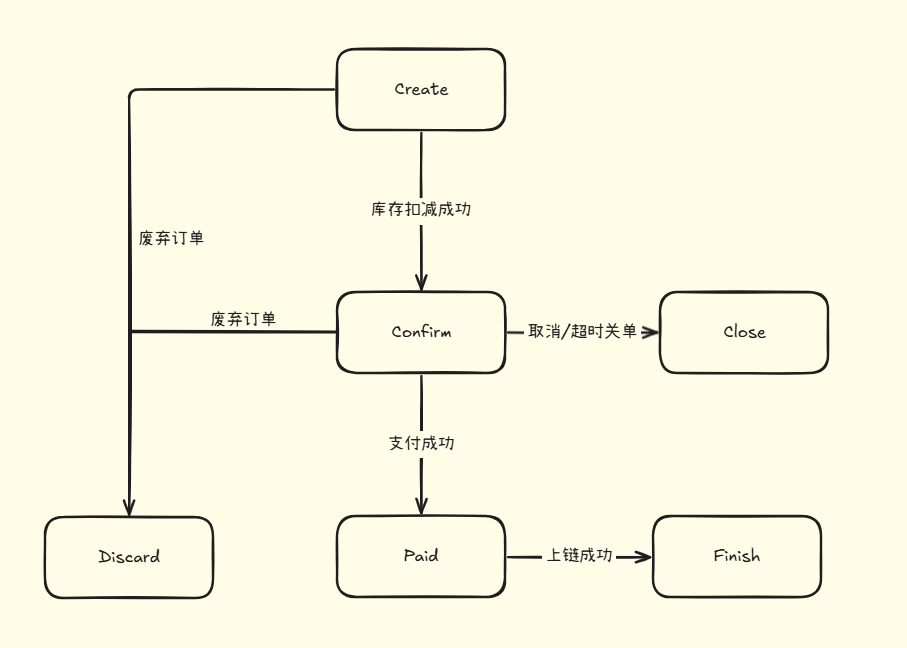 Create
库存扣减成功
废弃订单
废弃订单
Confirm
取消/超时关单
Close
支付成功
Discard
Paid
上链成功
Finish